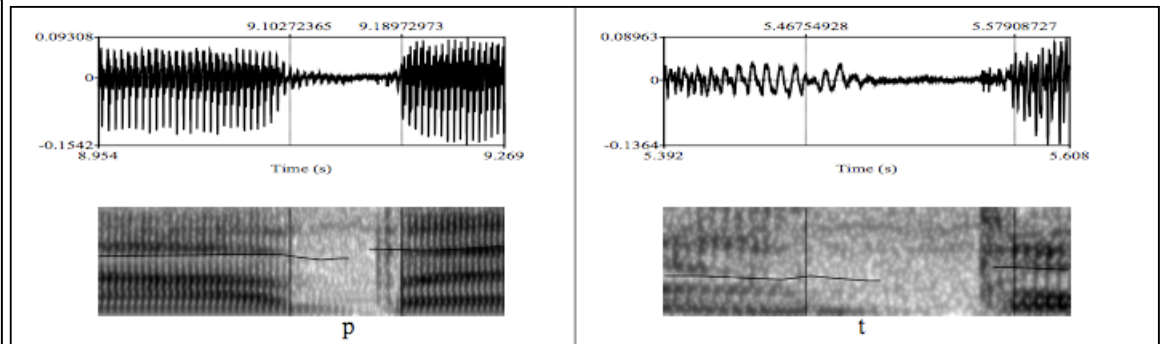 9.10272365 9.18972973
0.09308
0
-0.1542
8.954 9.269
Time (s)
p
5.46754928 5.57908727
0.08963
0
-0.1364
5.392 5.608
Time (s)
t